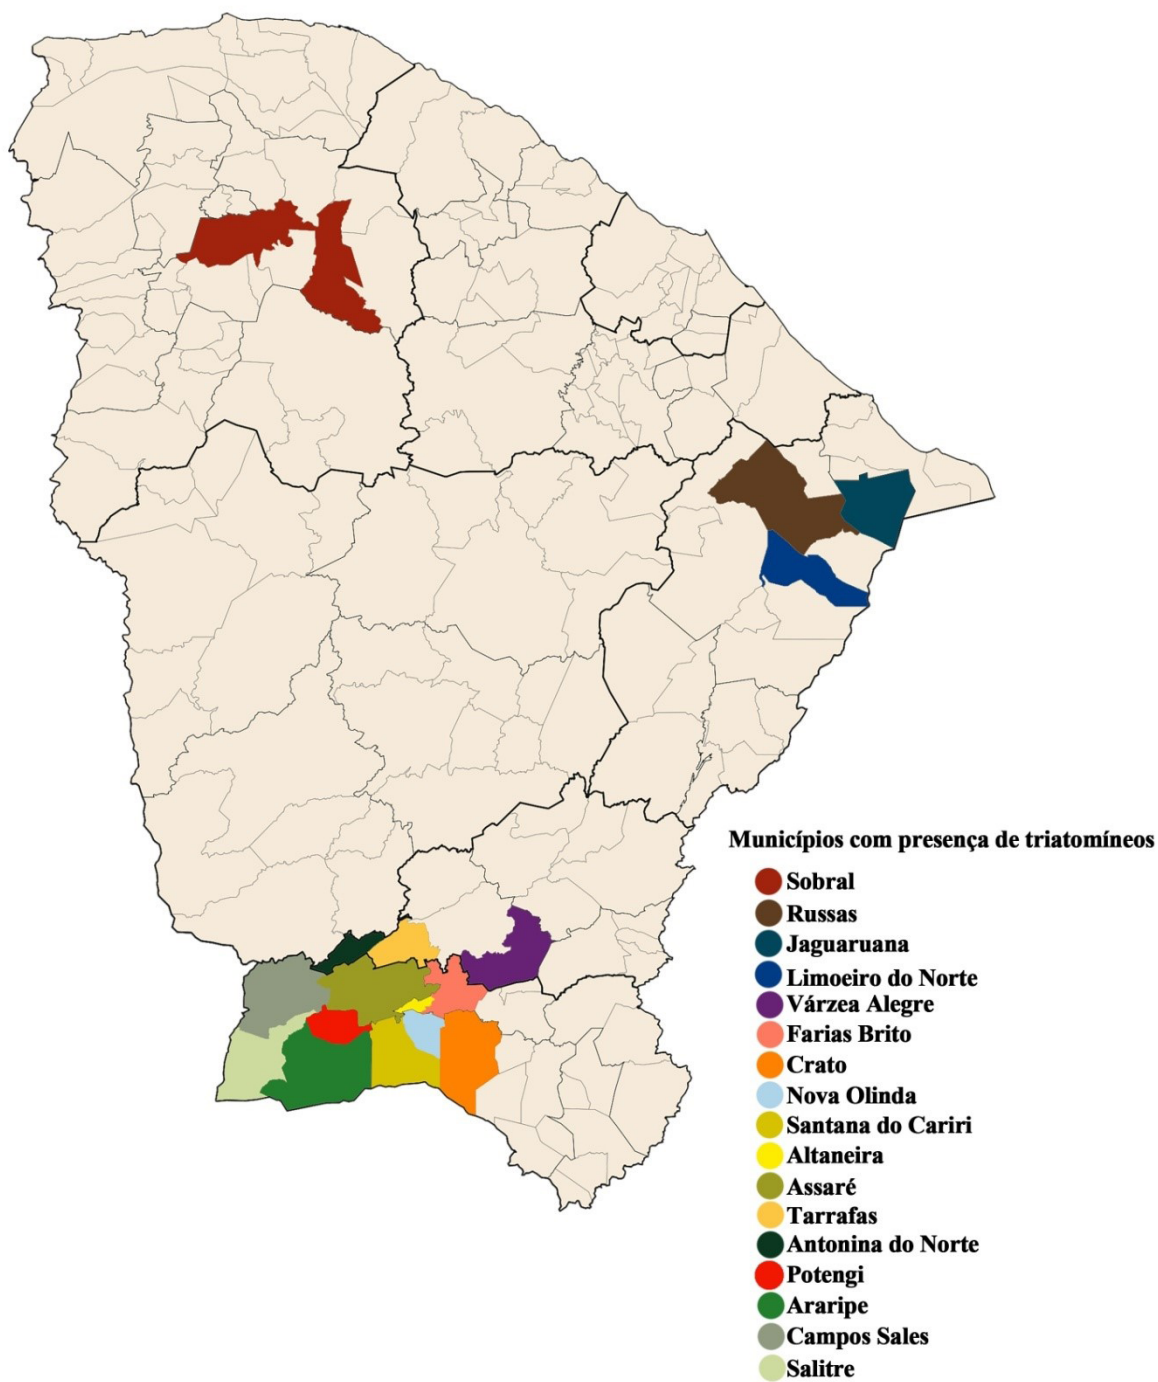 Municípios com presença de triatomíneos
Sobral
Russas
Jaguaruana
Limoeiro do Norte
Várzea Alegre
Farias Brito
Crato
Nova Olinda
Santana do Cariri
Altaneira
Assaré
Tarrafas
Antonina do Norte
Potengi
Araripe
Campos Sales
Salitre